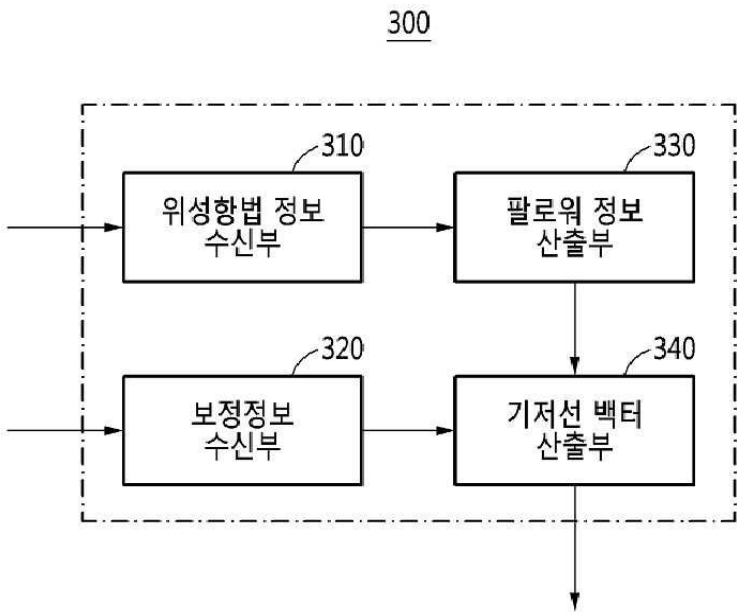 300
310
위성항법 정보
수신부
330
팔로워 정보
산출부
320
보정정보
수신부
340
기저선 백터
산출부